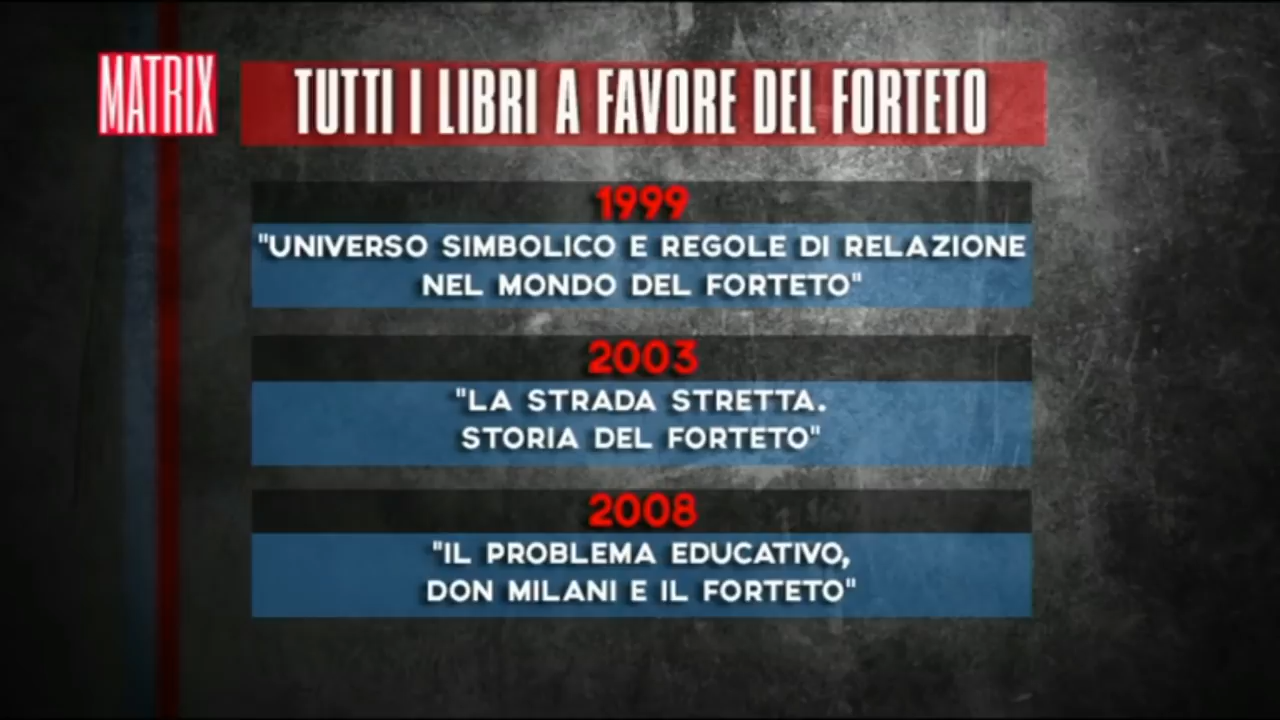 MATRIX
TUTTI I LIBRI A FAVORE DEL FORTETO
1999
"UNIVERSO SIMBOLICO E REGOLE DI RELAZIONE
NEL MONDO DEL FORTETO"
2003
"LA STRADA STRETTA.
STORIA DEL FORTETO"
2008
"IL PROBLEMA EDUCATIVO,
DON MILANI E IL FORTETO"